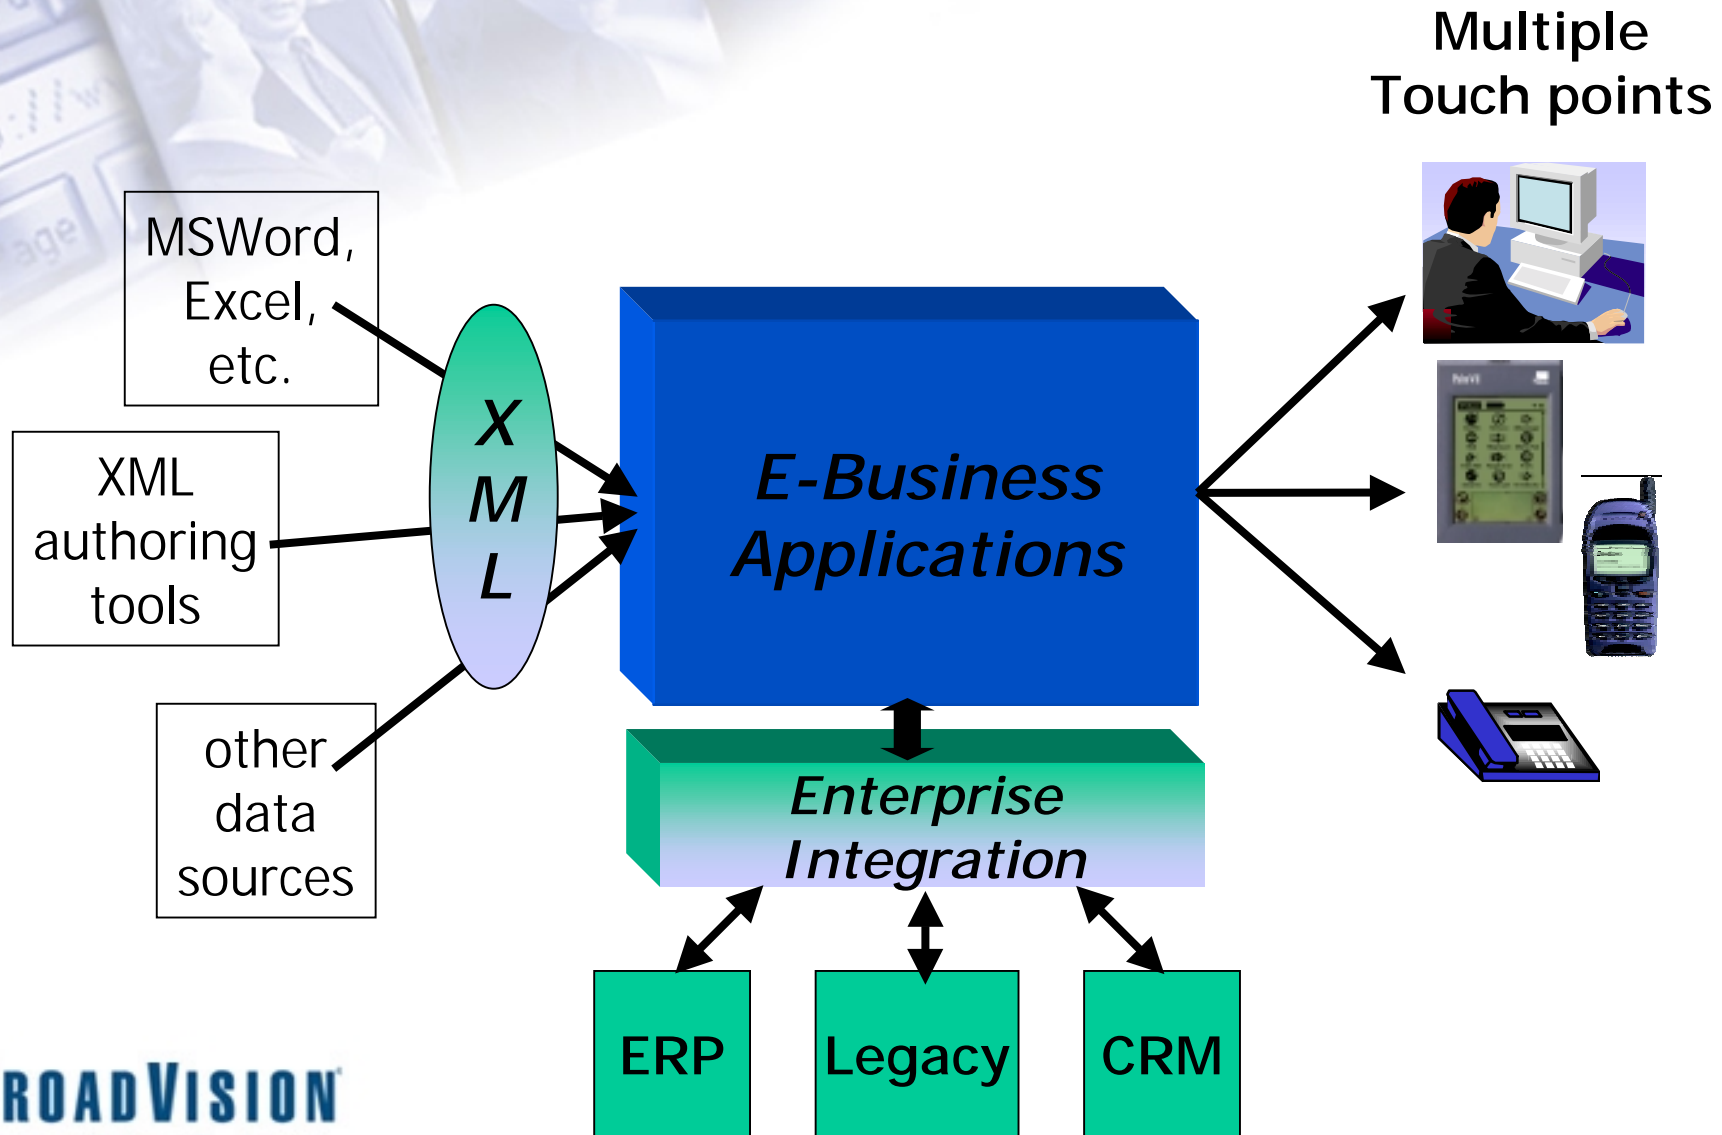 Multiple
Touch points
MSWord,
Excel,
etc.
XML
authoring
tools
other
data
sources
X
M
L
E-Business
Applications
Enterprise
Integration
ERP
Legacy
CRM
ROADVISION